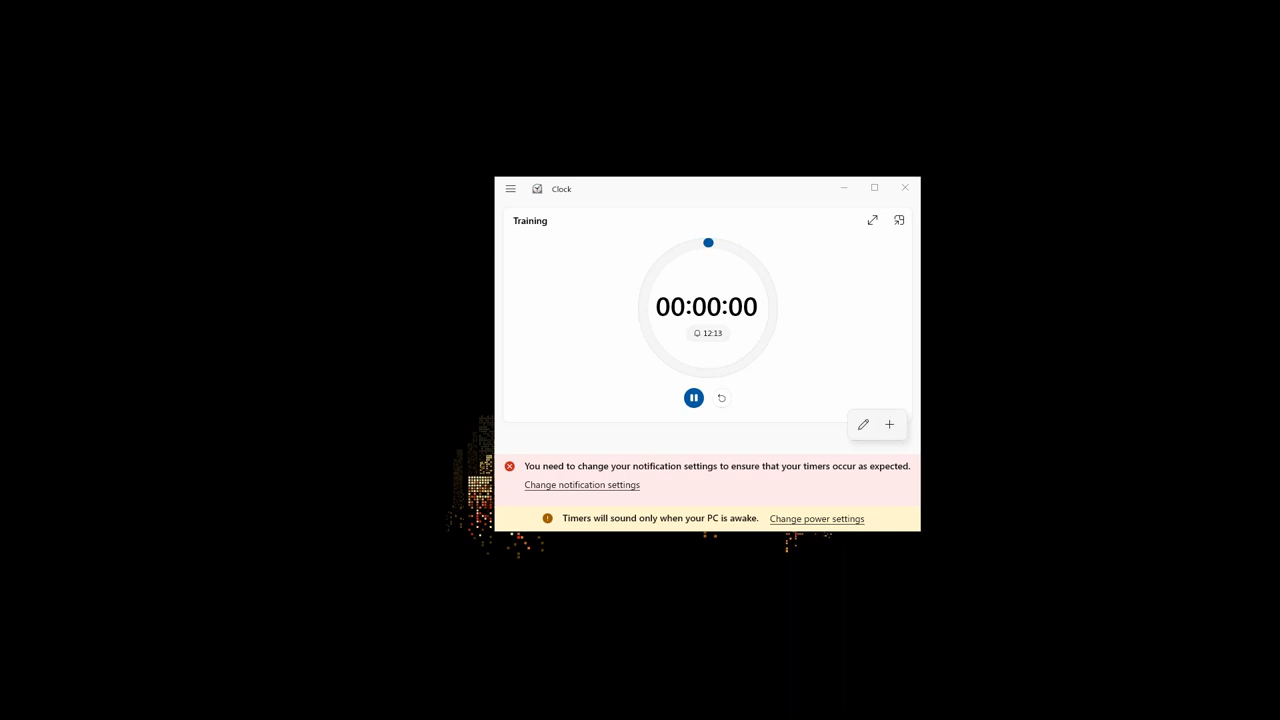 Clock
Training
00:00:00
12:13
You need to change your notification settings to ensure that your timers occur as expected.
Change notification settings
Timers will sound only when your PC is awake. Change power settings